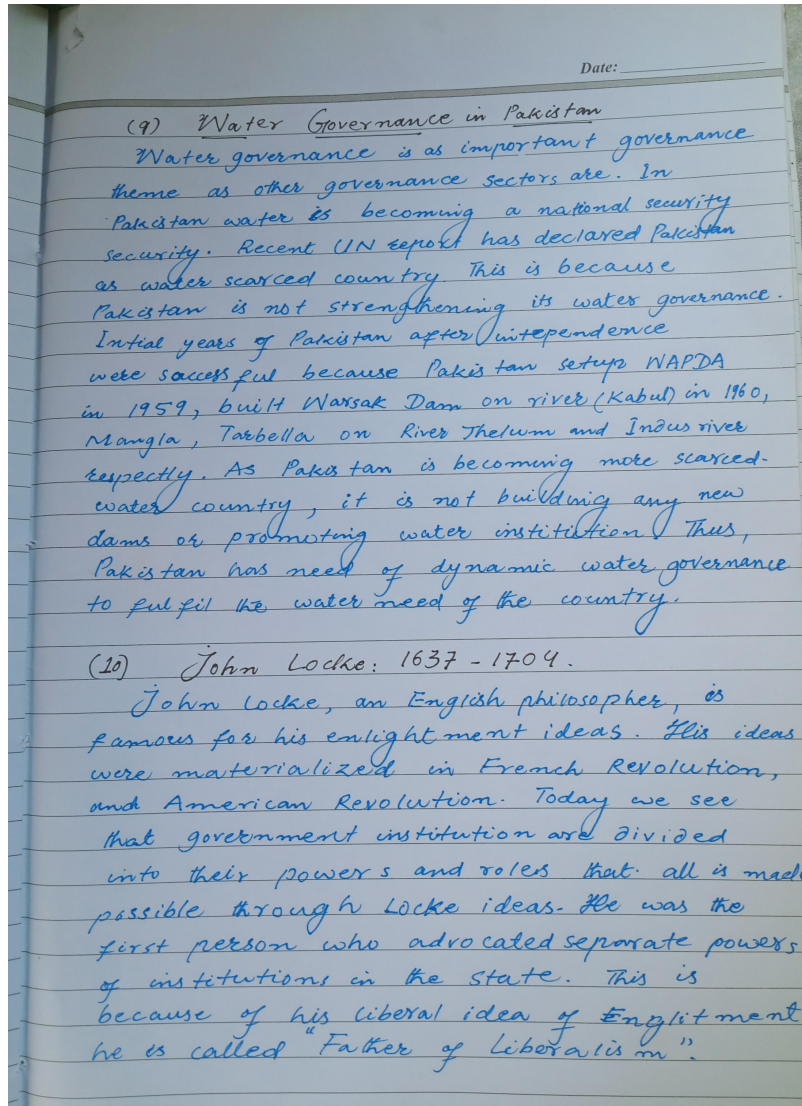 Date:
(9) Water Governance in Pakistan
Water governance is as important governance
theme as other governance sectors are. In
Pakistan water is becoming a national security
security. Recent UN report has declared Pakistan
as water scarced country. This is because
Pakistan is not strengthening its water governance.
Intial years of Pakistan after intependence
were saccessful because Pakistan setup WAPDA
in 1959, built Warsak Dam on river (Kabul) in 1960,
Mangla, Tarbella on River Jhelum and Indus river
respectly. As Pakistan is becoming more scarced-
water country, it is not building any new
dams or promoting water institiution. Thus,
Pakistan has need of dynamic water governance
to fulfil the water need of the country.
(10) John Locke: 1637 - 1704.
John Locke, an English philosopher, is
famous for his enlightment ideas. His ideas
were materialized in French Revolution,
and American Revolution. Today we see
that government institution are divided
into their powers and roles that. all is made
possible through Locke ideas. He was the
first person who advocated separate powers
of institutions in the state. This is
because of his liberal idea of Englitment
he is called "Father of Liberalism".